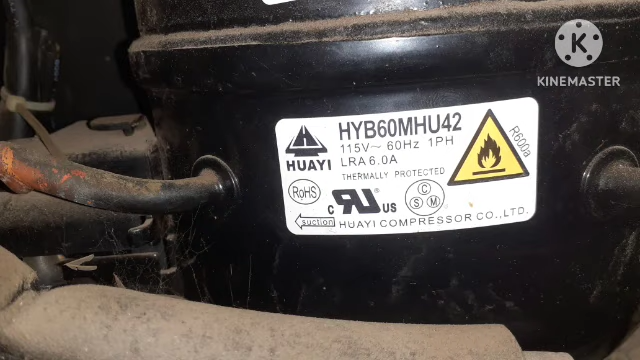 KINEMASTER
HYB60MHU42
115V~ 60Hz 1PH
LRA 6.0A
THERMALLY PROTECTED
HUAYI
R600a
RoHS
C RU US
C S M
suction
HUAYI COMPRESSOR CO., LTD.